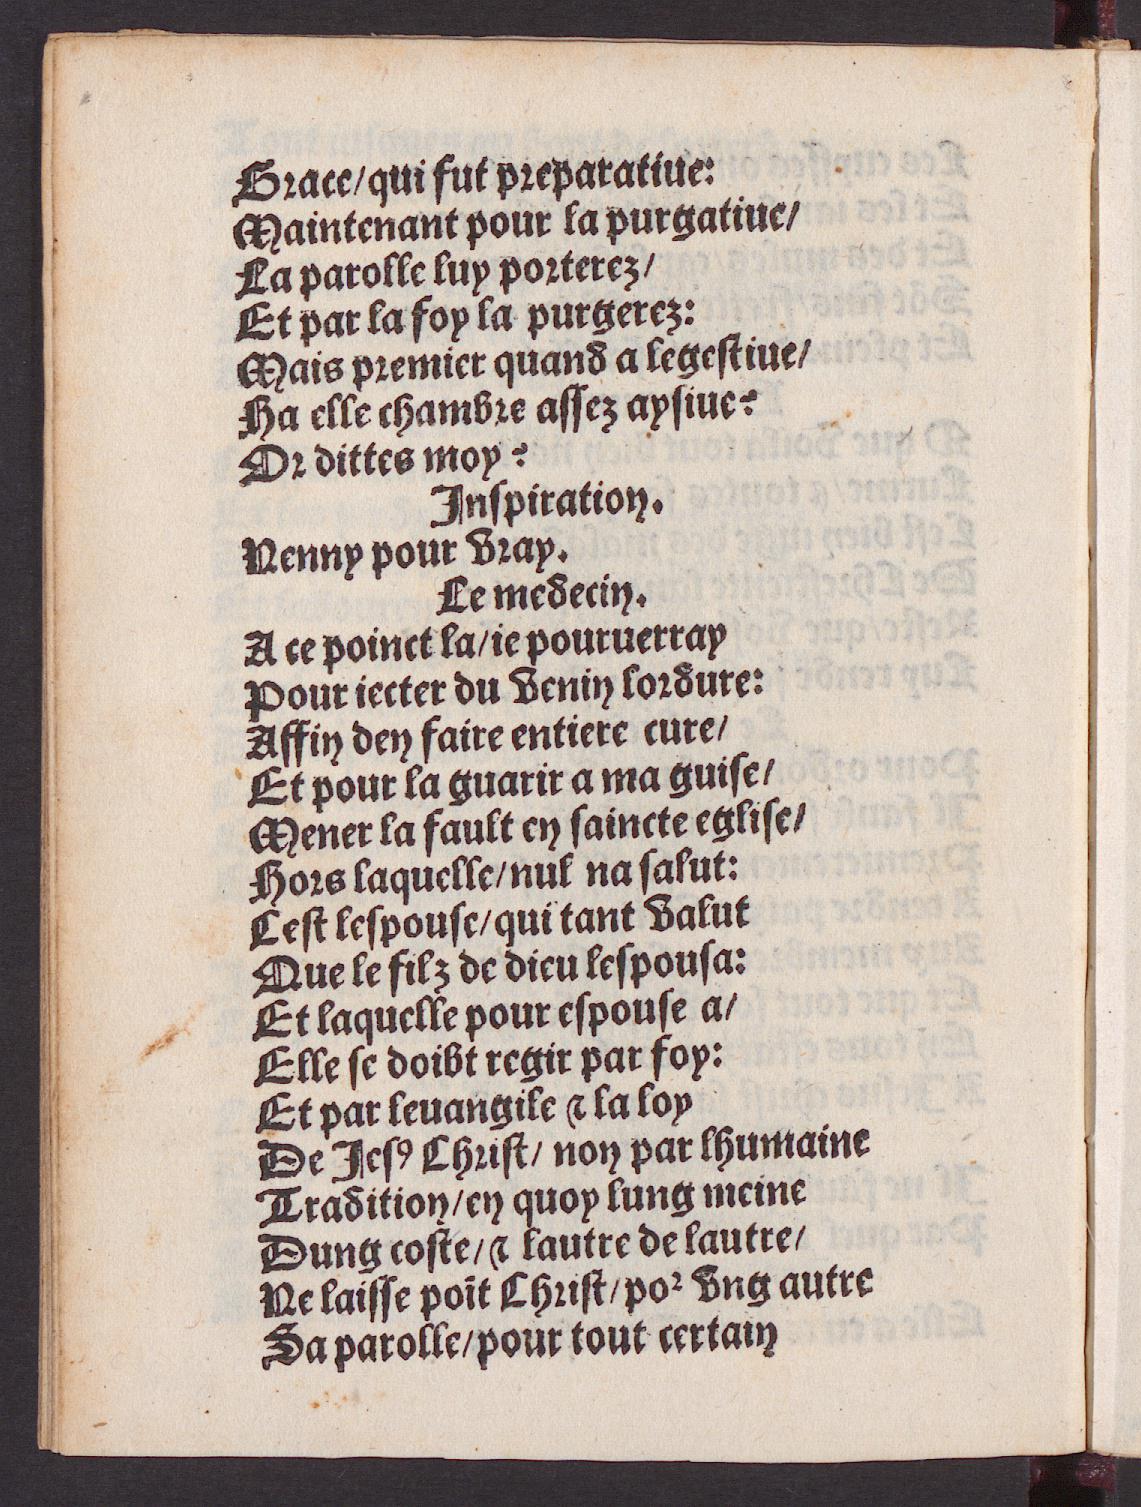 Grace/qui fut preparatiue:
Maintenant pour la purgatiue/
La parolle luy porterez/
Et par la foy la purgerez:
Mais premier quand a legestiue/
Ha elle chambre assez aysiue?
Or dittes moy?
Inspiration.
Nenny pour vray.
Le medecin.
A ce poinct la/ie pouruerray
Pour iecter du venin lordure:
Affin den faire entiere cure/
Et pour la guarir a ma guise/
Mener la fault en saincte eglise/
Hors laquelle/nul na salut:
Cest lespouse/qui tant valut
Que le filz de dieu lespousa:
Et laquelle pour espouse a/
Elle se doibt regir par foy:
Et par leuangile ⁊ la loy
De Jesꝰ Christ/ non par lhumaine
Tradition/en quoy lung meine
Dung coste/⁊ lautre de lautre/
Ne laisse poīt Christ/poꝛ vng autre
Sa parolle/pour tout certain